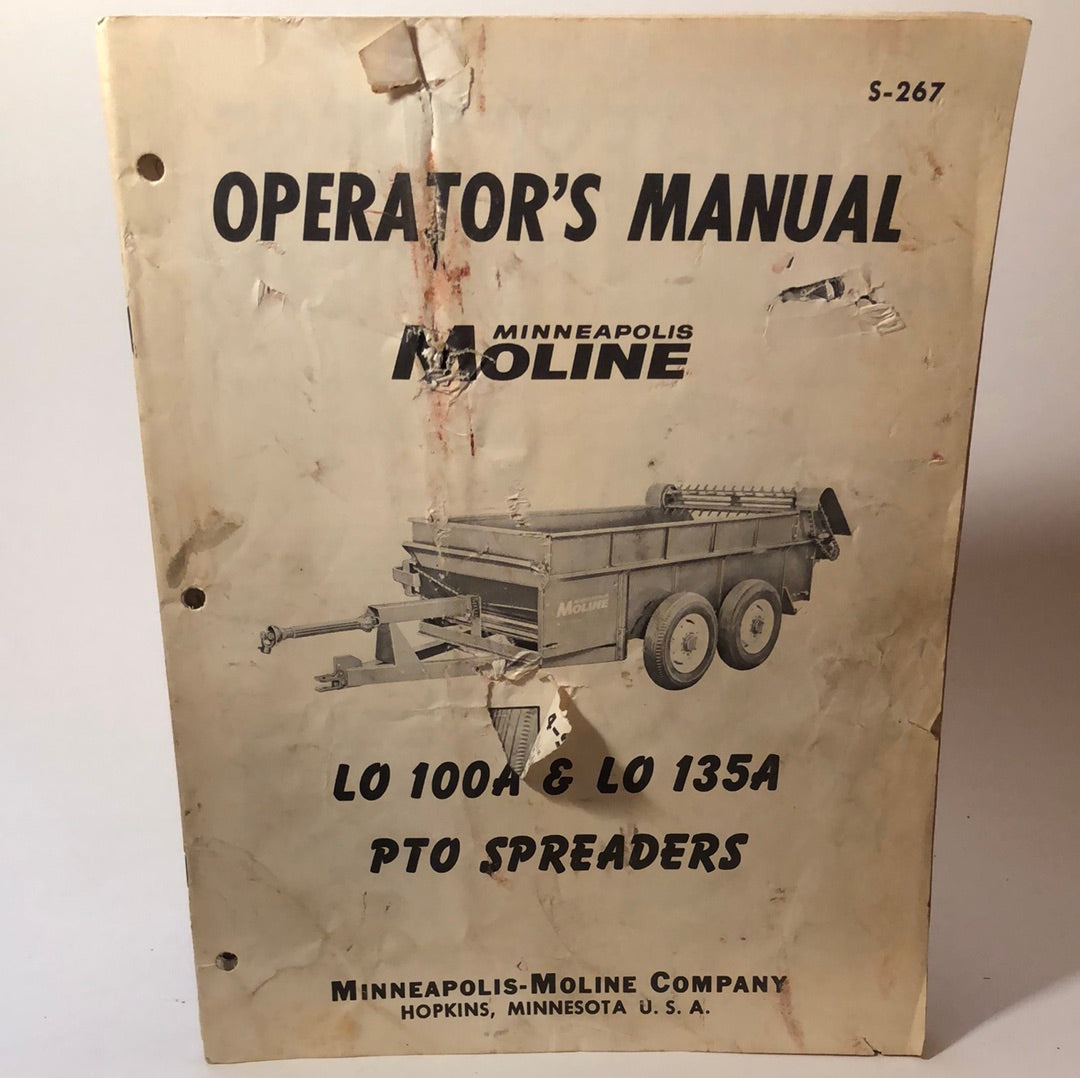 S-267
OPERATOR'S MANUAL
MINNEAPOLIS
MOLINE
MOLINE
LO 100A & LO 135A
PTO SPREADERS
MINNEAPOLIS-MOLINE COMPANY
HOPKINS, MINNESOTA U. S. A.